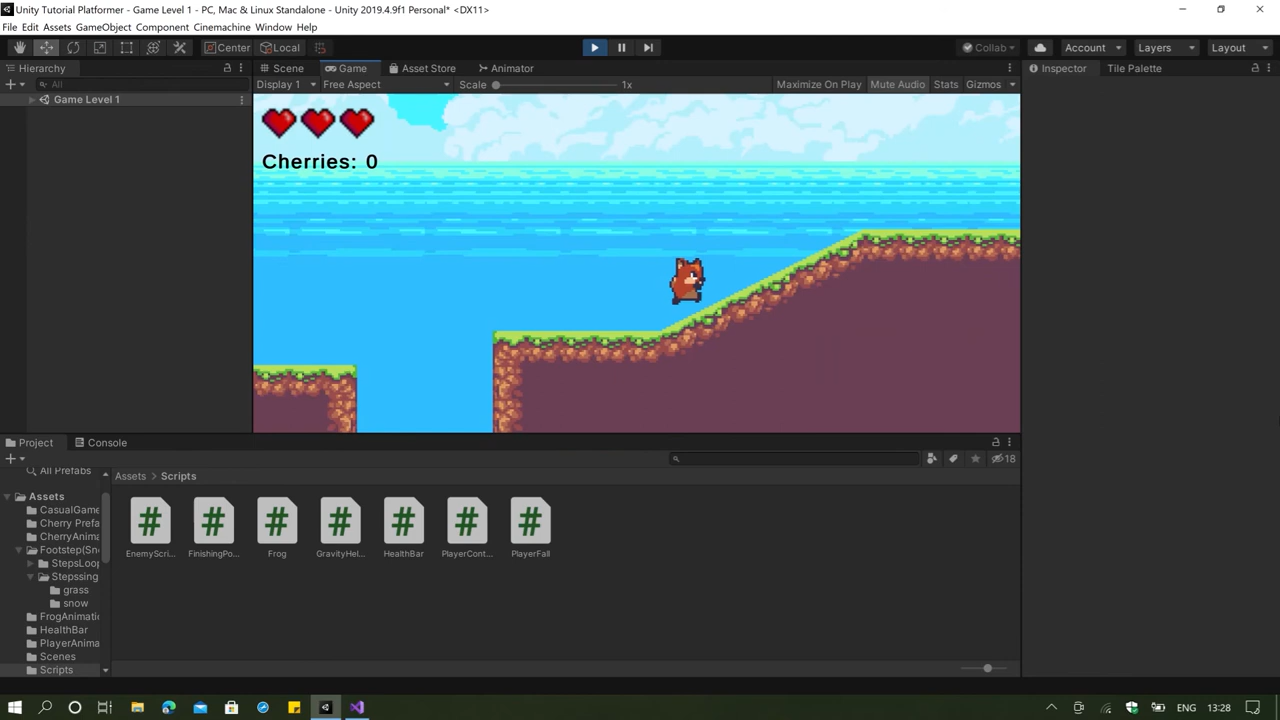 Unity Tutorial Platformer - Game Level 1 - PC, Mac & Linux Standalone - Unity 2019.4.9f1 Personal* <DX11>
File Edit Assets GameObject Component Cinemachine Window Help
Center Local Collab Account Layers Layout
Hierarchy Scene Game Asset Store Animator Inspector Tile Palette
All Display 1 Free Aspect Scale 1x Maximize On Play Mute Audio Stats Gizmos
Game Level 1
Cherries: 0
Project Console
18
All Prefabs
Assets > Scripts
Assets
CasualGame
Cherry Prefa
CherryAnima
Footstep(Sno
StepsLoop
Stepssing
grass
snow
FrogAnimatio
HealthBar
PlayerAnima
Scenes
Scripts
EnemyScri... FinishingPo... Frog GravityHel... HealthBar PlayerCont... PlayerFall
ENG 13:28